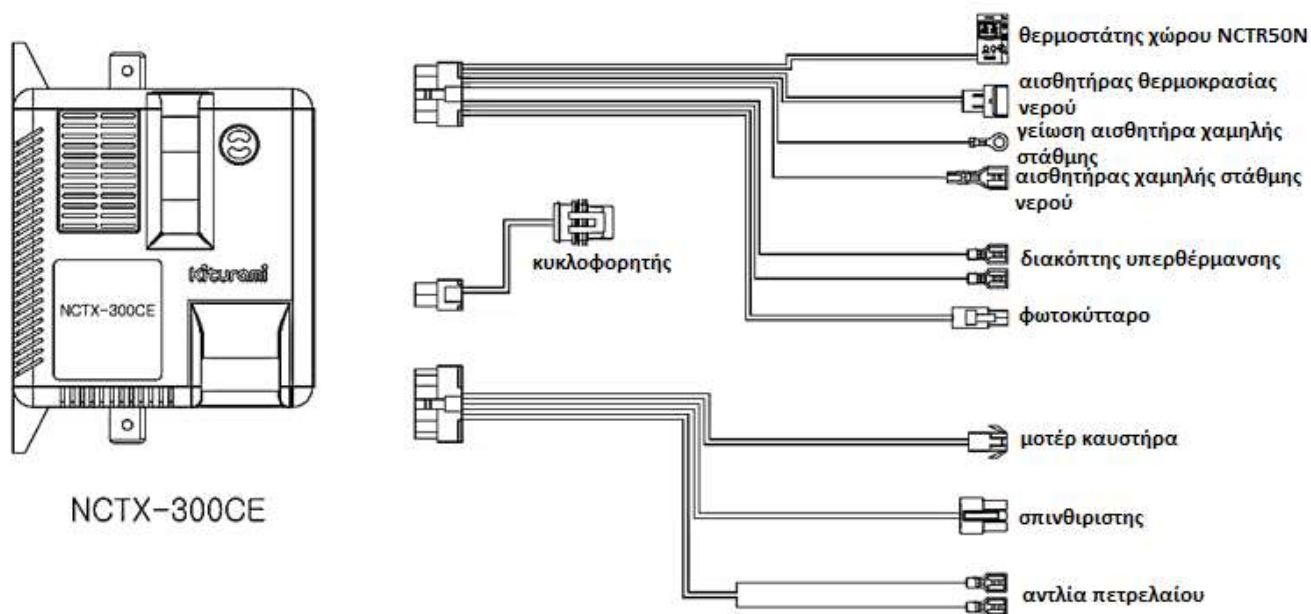 θερμοστάτης χώρου NCTR50N
αισθητήρας θερμοκρασίας
νερού
γείωση αισθητήρα χαμηλής
στάθμης
αισθητήρας χαμηλής στάθμης
νερού
κυκλοφορητής
διακόπτης υπερθέρμανσης
kiturami
NCTX-300CE
φωτοκύτταρο
μοτέρ καυστήρα
NCTX-300CE
σπινθιριστης
αντλία πετρελαίου